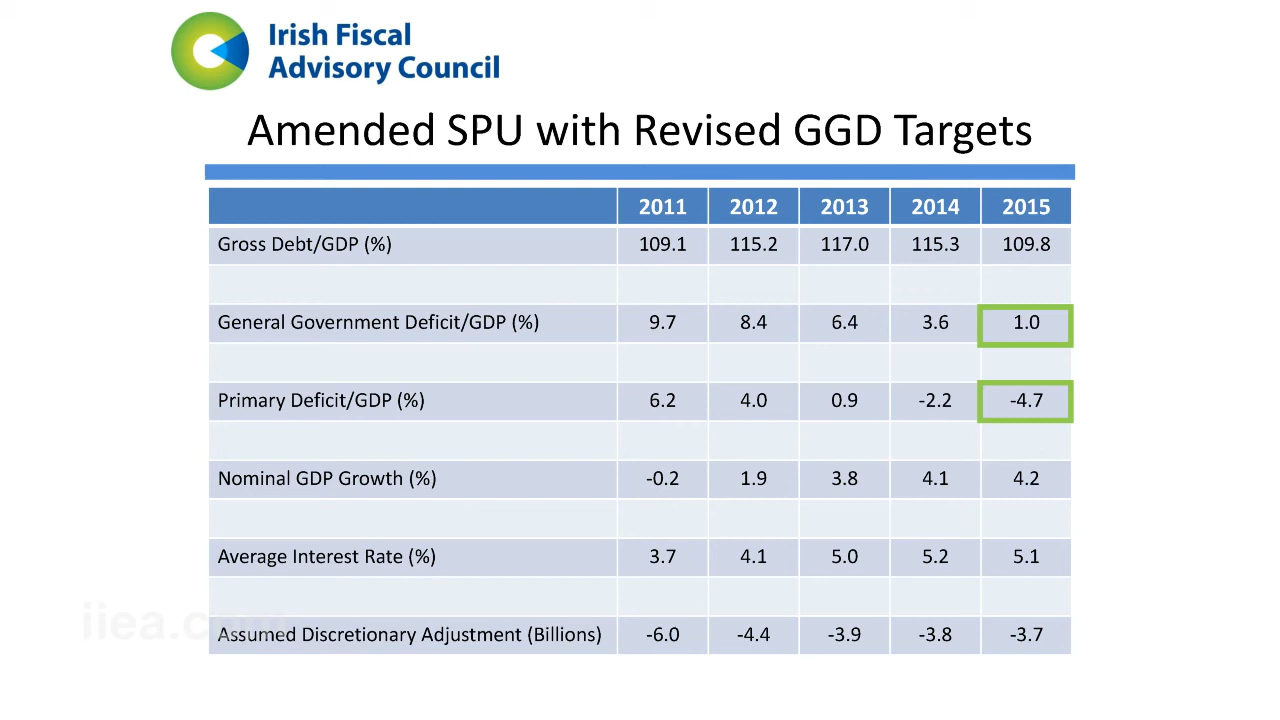 Irish Fiscal
Advisory Council
Amended SPU with Revised GGD Targets
2011 2012 2013 2014 2015
Gross Debt/GDP (%) 109.1 115.2 117.0 115.3 109.8
General Government Deficit/GDP (%) 9.7 8.4 6.4 3.6 1.0
Primary Deficit/GDP (%) 6.2 4.0 0.9 -2.2 -4.7
Nominal GDP Growth (%) -0.2 1.9 3.8 4.1 4.2
Average Interest Rate (%) 3.7 4.1 5.0 5.2 5.1
iiea.com
Assumed Discretionary Adjustment (Billions) -6.0 -4.4 -3.9 -3.8 -3.7